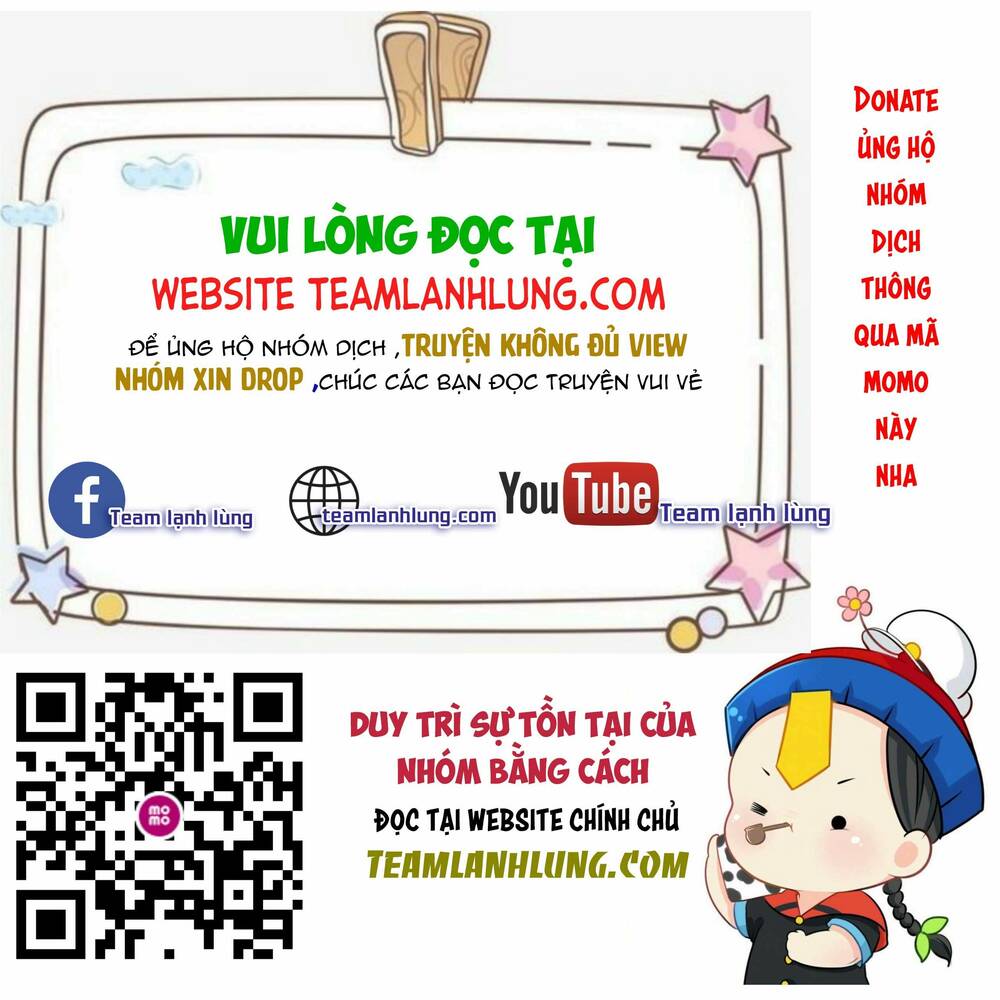 VUI LÒNG ĐỌC TẠI
WEBSITE TEAMLANHLUNG.COM
ĐỂ ỦNG HỘ NHÓM DỊCH ,TRUYỆN KHÔNG ĐỦ VIEW
NHÓM XIN DROP ,CHÚC CÁC BẠN ĐỌC TRUYỆN VUI VẺ
f Team lạnh lùng
teamlanhlung.com
YouTube Team lạnh lùng
DONATE
ỦNG HỘ
NHÓM
DỊCH
THÔNG
QUA MÃ
MOMO
NÀY
NHA
mo
mo
DUY TRÌ SỰ TỒN TẠI CỦA
NHÓM BẰNG CÁCH
ĐỌC TẠI WEBSITE CHÍNH CHỦ
TEAMLANHLUNG.COM